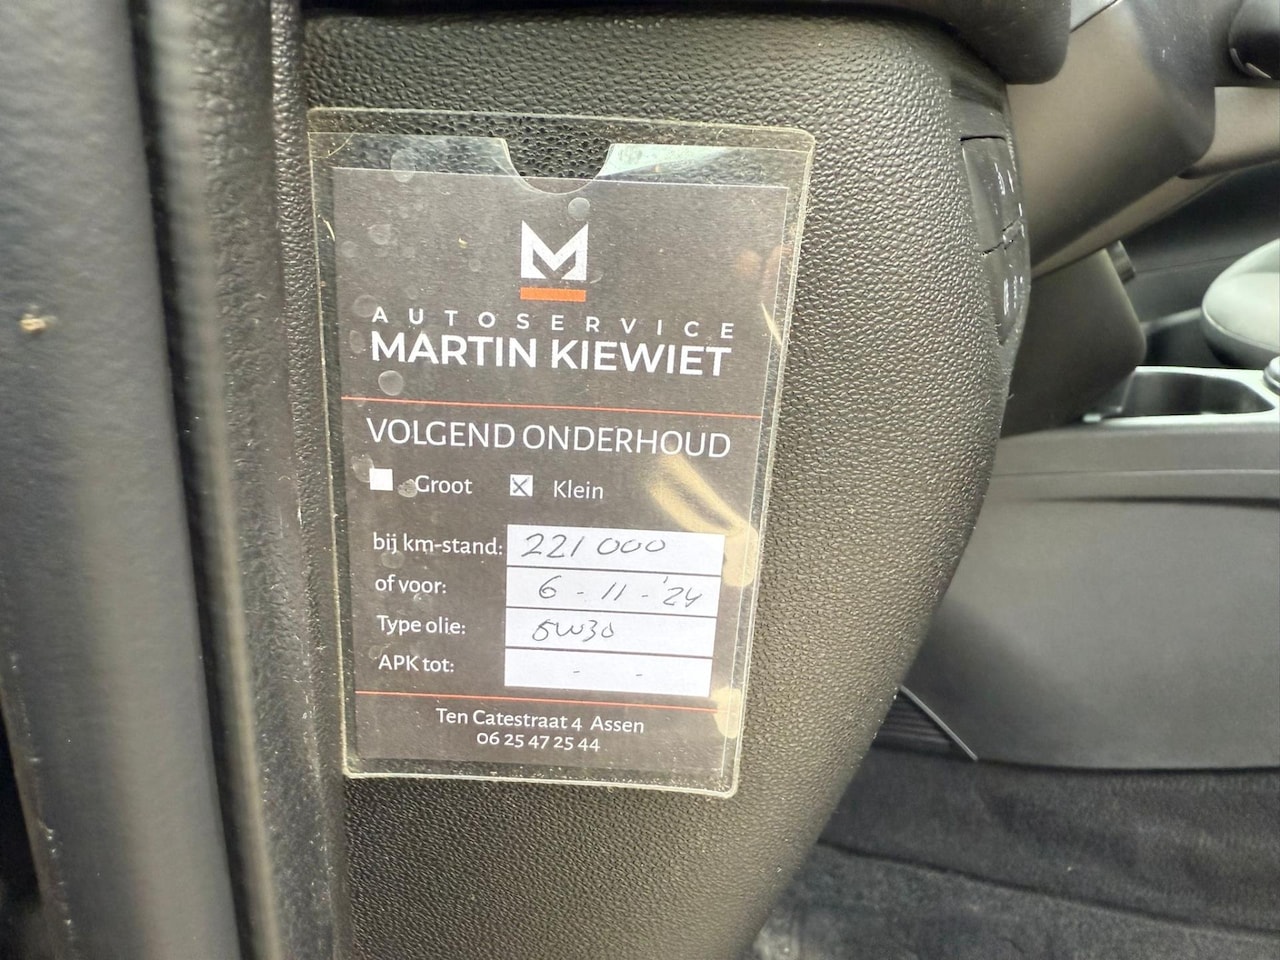 M
AUTOSERVICE
MARTIN KIEWIET
VOLGEND ONDERHOUD
Groot Klein
bij km-stand: 221 000
of voor: 6 - 11 - '24
Type olie: 5W30
APK tot: - -
Ten Catestraat 4 Assen
06 25 47 25 44